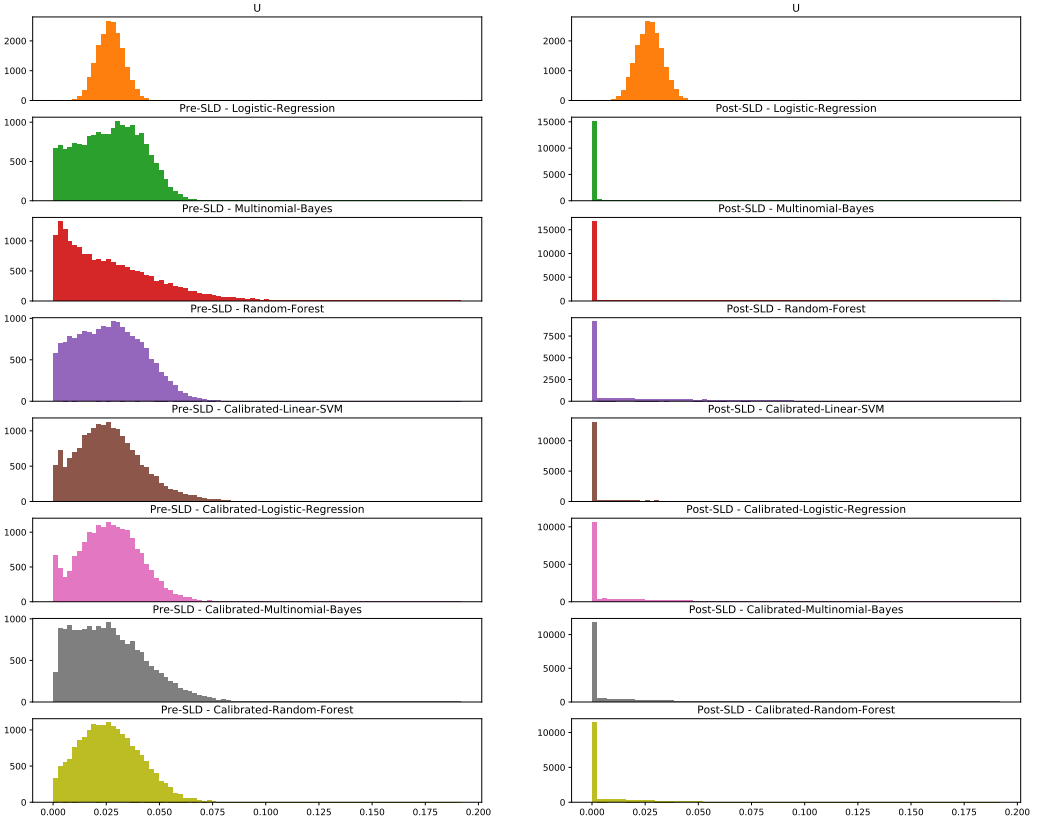 U
2000
1000
0
Pre-SLD - Logistic-Regression
1000
500
0
Pre-SLD - Multinomial-Bayes
1000
500
0
Pre-SLD - Random-Forest
1000
500
0
Pre-SLD - Calibrated-Linear-SVM
1000
500
0
Pre-SLD - Calibrated-Logistic-Regression
1000
500
0
Pre-SLD - Calibrated-Multinomial-Bayes
1000
500
0
Pre-SLD - Calibrated-Random-Forest
1000
500
0
0.000 0.025 0.050 0.075 0.100 0.125 0.150 0.175 0.200
U
2000
1000
0
Post-SLD - Logistic-Regression
15000
10000
5000
0
Post-SLD - Multinomial-Bayes
15000
10000
5000
0
Post-SLD - Random-Forest
7500
5000
2500
0
Post-SLD - Calibrated-Linear-SVM
10000
5000
0
Post-SLD - Calibrated-Logistic-Regression
10000
5000
0
Post-SLD - Calibrated-Multinomial-Bayes
10000
5000
0
Post-SLD - Calibrated-Random-Forest
10000
5000
0
0.000 0.025 0.050 0.075 0.100 0.125 0.150 0.175 0.200